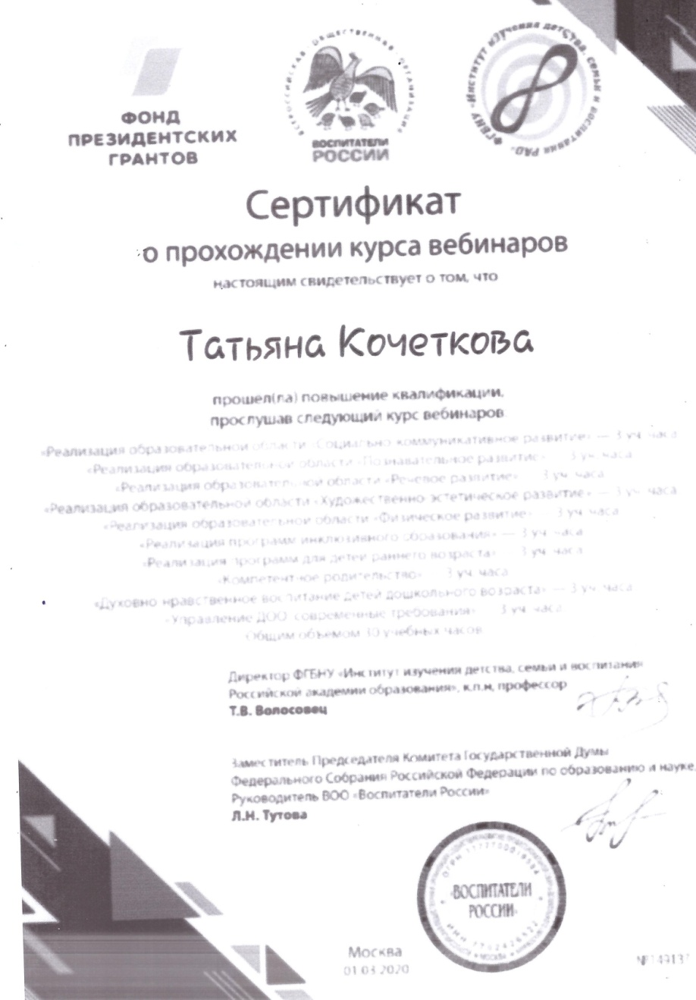 ФОНД
ПРЕЗИДЕНТСКИХ
ГРАНТОВ
ВСЕРОССИЙСКАЯ ОБЩЕСТВЕННАЯ ОРГАНИЗАЦИЯ
ВОСПИТАТЕЛИ
РОССИИ
ФГБНУ «Институт изучения детства, семьи и воспитания РАО»
Сертификат
о прохождении курса вебинаров
настоящим свидетельствует о том, что
Татьяна Кочеткова
прошел(ла) повышение квалификации,
прослушав следующий курс вебинаров
«Реализация образовательной области «Социально коммуникативное развитие» — 3 уч. часа
«Реализация образовательной области «Познавательное развитие» — 3 уч. часа
«Реализация образовательной области «Речевое развитие» — 3 уч. часа
«Реализация образовательной области «Художественно эстетическое развитие» — 3 уч. часа
«Реализация образовательной области «Физическое развитие» — 3 уч. часа
«Реализация программ инклюзивного образования» — 3 уч. часа
«Реализация программ для детей раннего возраста» — 3 уч. часа
«Компетентное родительство» — 3 уч. часа
«Духовно нравственное воспитание детей дошкольного возраста» — 3 уч. часа
«Управление ДОО современные требования» — 3 уч. часа
Общим объемом 30 учебных часов
Директор ФГБНУ «Институт изучения детства, семьи и воспитания
Российской академии образования», к.п.н, профессор
Т.В. Волосовец
Заместитель Председателя Комитета Государственной Думы
Федерального Собрания Российской Федерации по образованию и науке,
Руководитель ВОО «Воспитатели России»
Л.Н. Тутова
«ВОСПИТАТЕЛИ
РОССИИ»
МОСКВА
Москва
01.03.2020